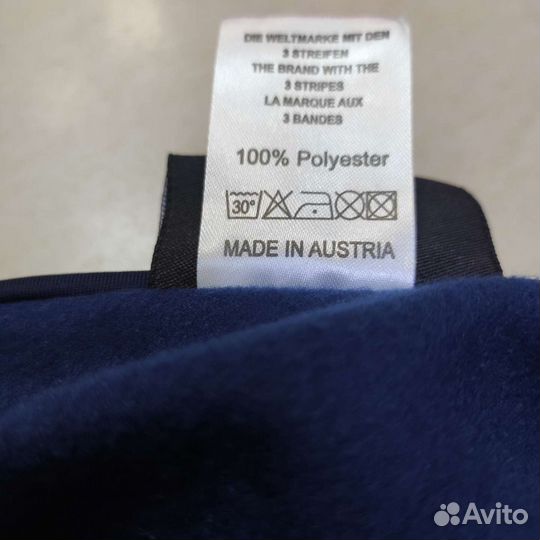 DIE WELTMARKE MIT DEN
3 STREIFEN
THE BRAND WITH THE
3 STRIPES
LA MARQUE AUX
3 BANDES
100% Polyester
30°
MADE IN AUSTRIA
Avito